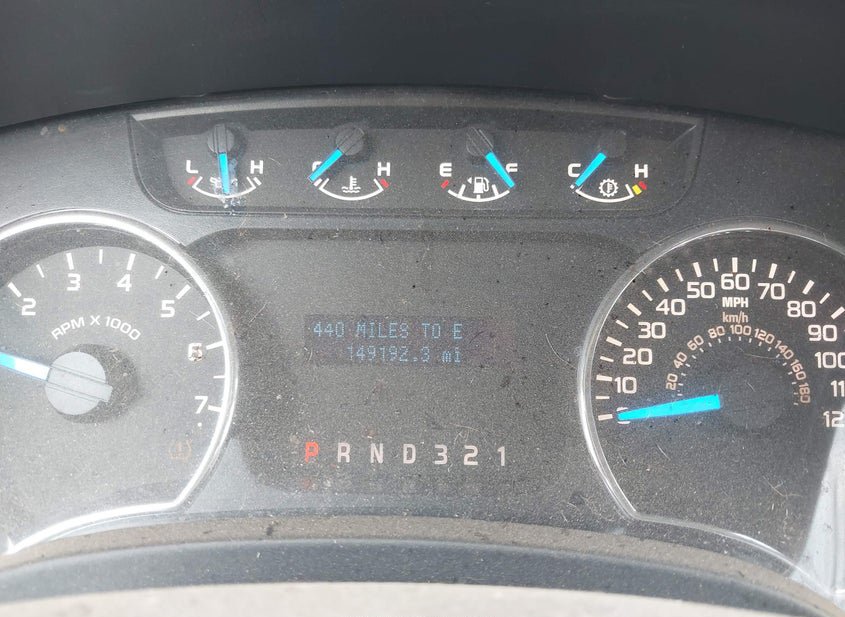 L H
C H
E F
C H
2 3 4 5 6 7
RPM X 1000
440 MILES TO E
149192.3 mi
P R N D 3 2 1
0 10 20 30 40 50 60 70 80 90 100
MPH
km/h
20 40 60 80 100 120 140 160 180